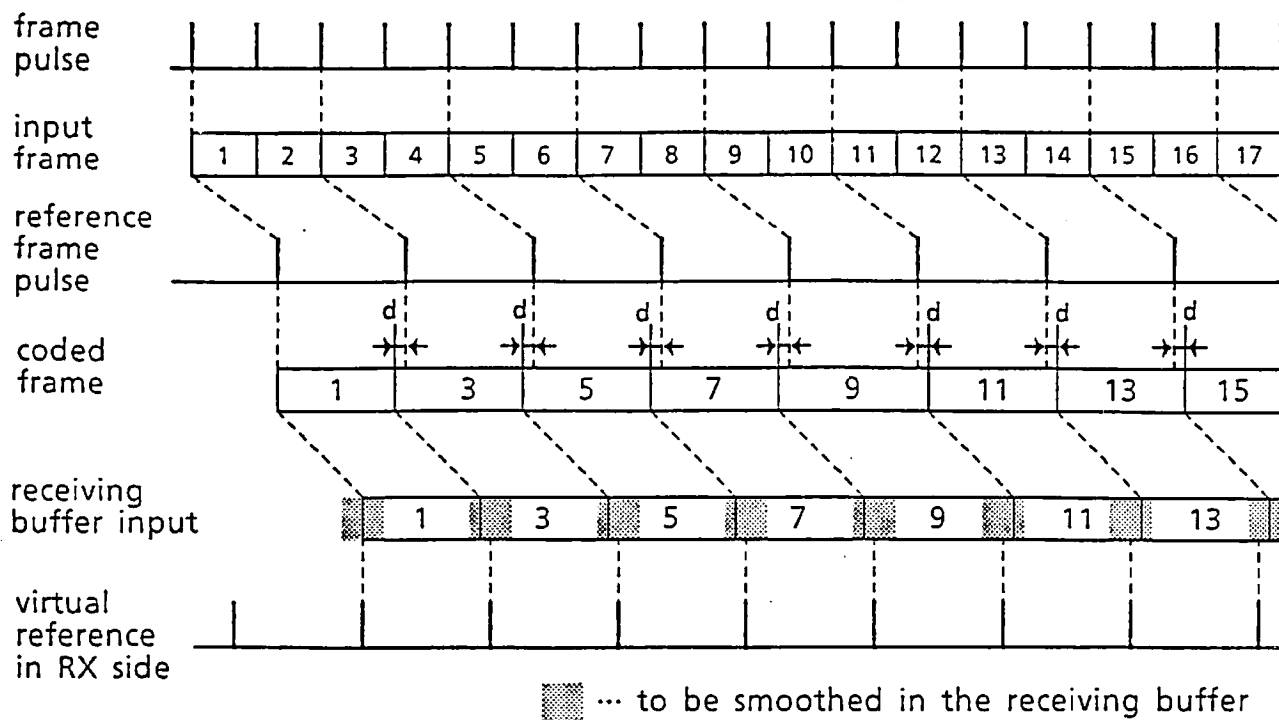 frame
pulse
input
frame
1 2 3 4 5 6 7 8 9 10 11 12 13 14 15 16 17
reference
frame
pulse
d d d d d d d
coded
frame
1 3 5 7 9 11 13 15
receiving
buffer input
1 3 5 7 9 11 13
virtual
reference
in RX side
··· to be smoothed in the receiving buffer